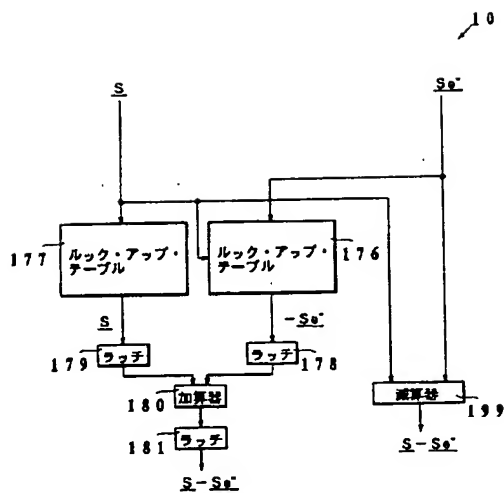 10
S
Se"
177
ルック・アップ・
テーブル
ルック・アップ・
テーブル
176
S
-Se"
179
ラッチ
ラッチ
178
180
加算器
減算器
199
181
ラッチ
S-Se"
S-Se"